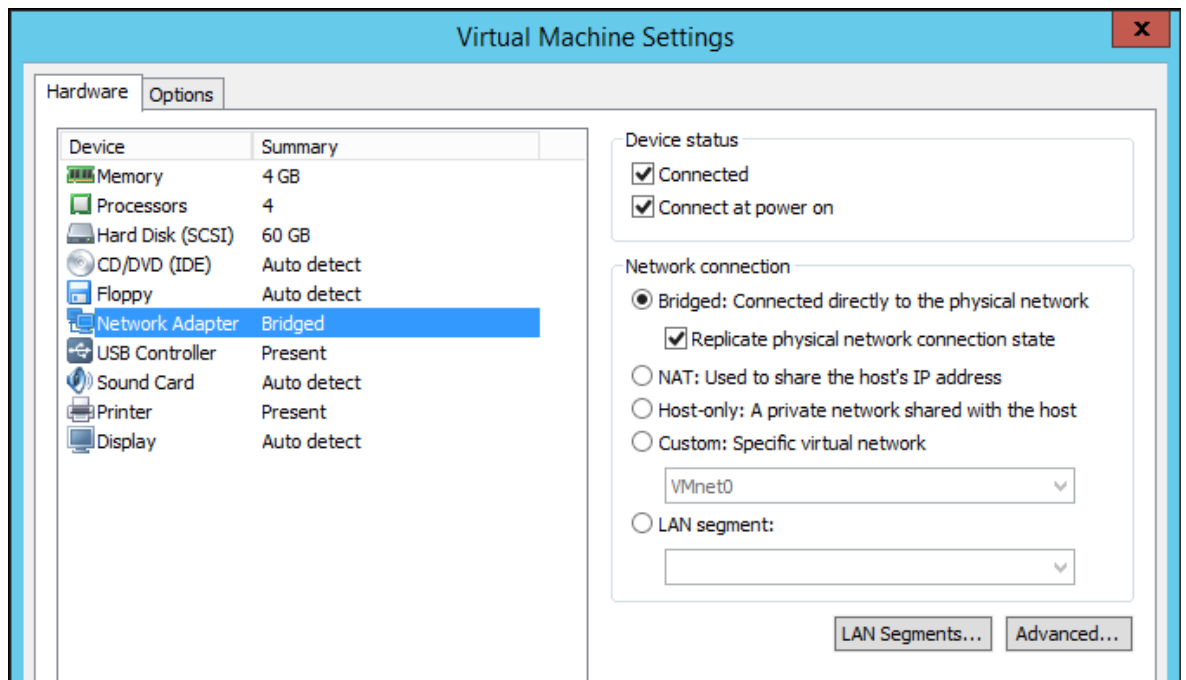 Virtual Machine Settings
x
Hardware
Options
Device Summary
Memory 4 GB
Processors 4
Hard Disk (SCSI) 60 GB
CD/DVD (IDE) Auto detect
Floppy Auto detect
Network Adapter Bridged
USB Controller Present
Sound Card Auto detect
Printer Present
Display Auto detect
Device status
Connected
Connect at power on
Network connection
Bridged: Connected directly to the physical network
Replicate physical network connection state
NAT: Used to share the host's IP address
Host-only: A private network shared with the host
Custom: Specific virtual network
VMnet0
LAN segment:
LAN Segments...
Advanced...